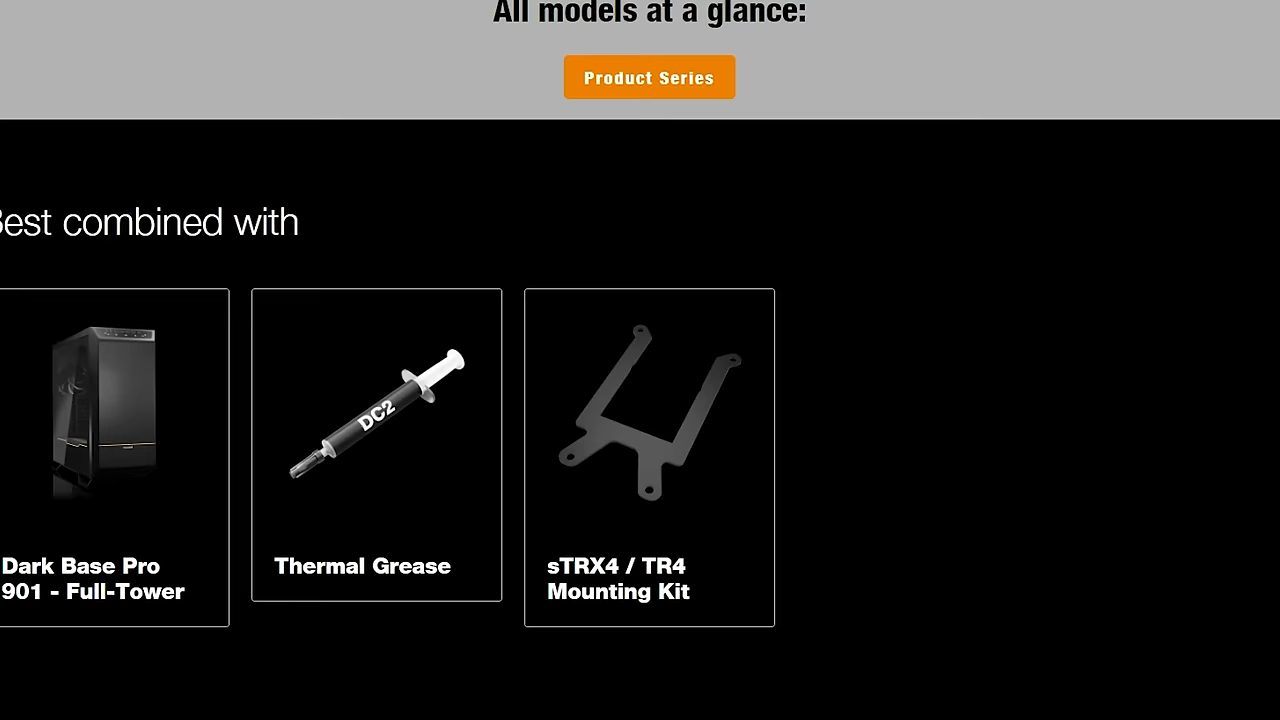 All models at a glance:
Product Series
Best combined with
DC2
Dark Base Pro
901 - Full-Tower
Thermal Grease
sTRX4 / TR4
Mounting Kit